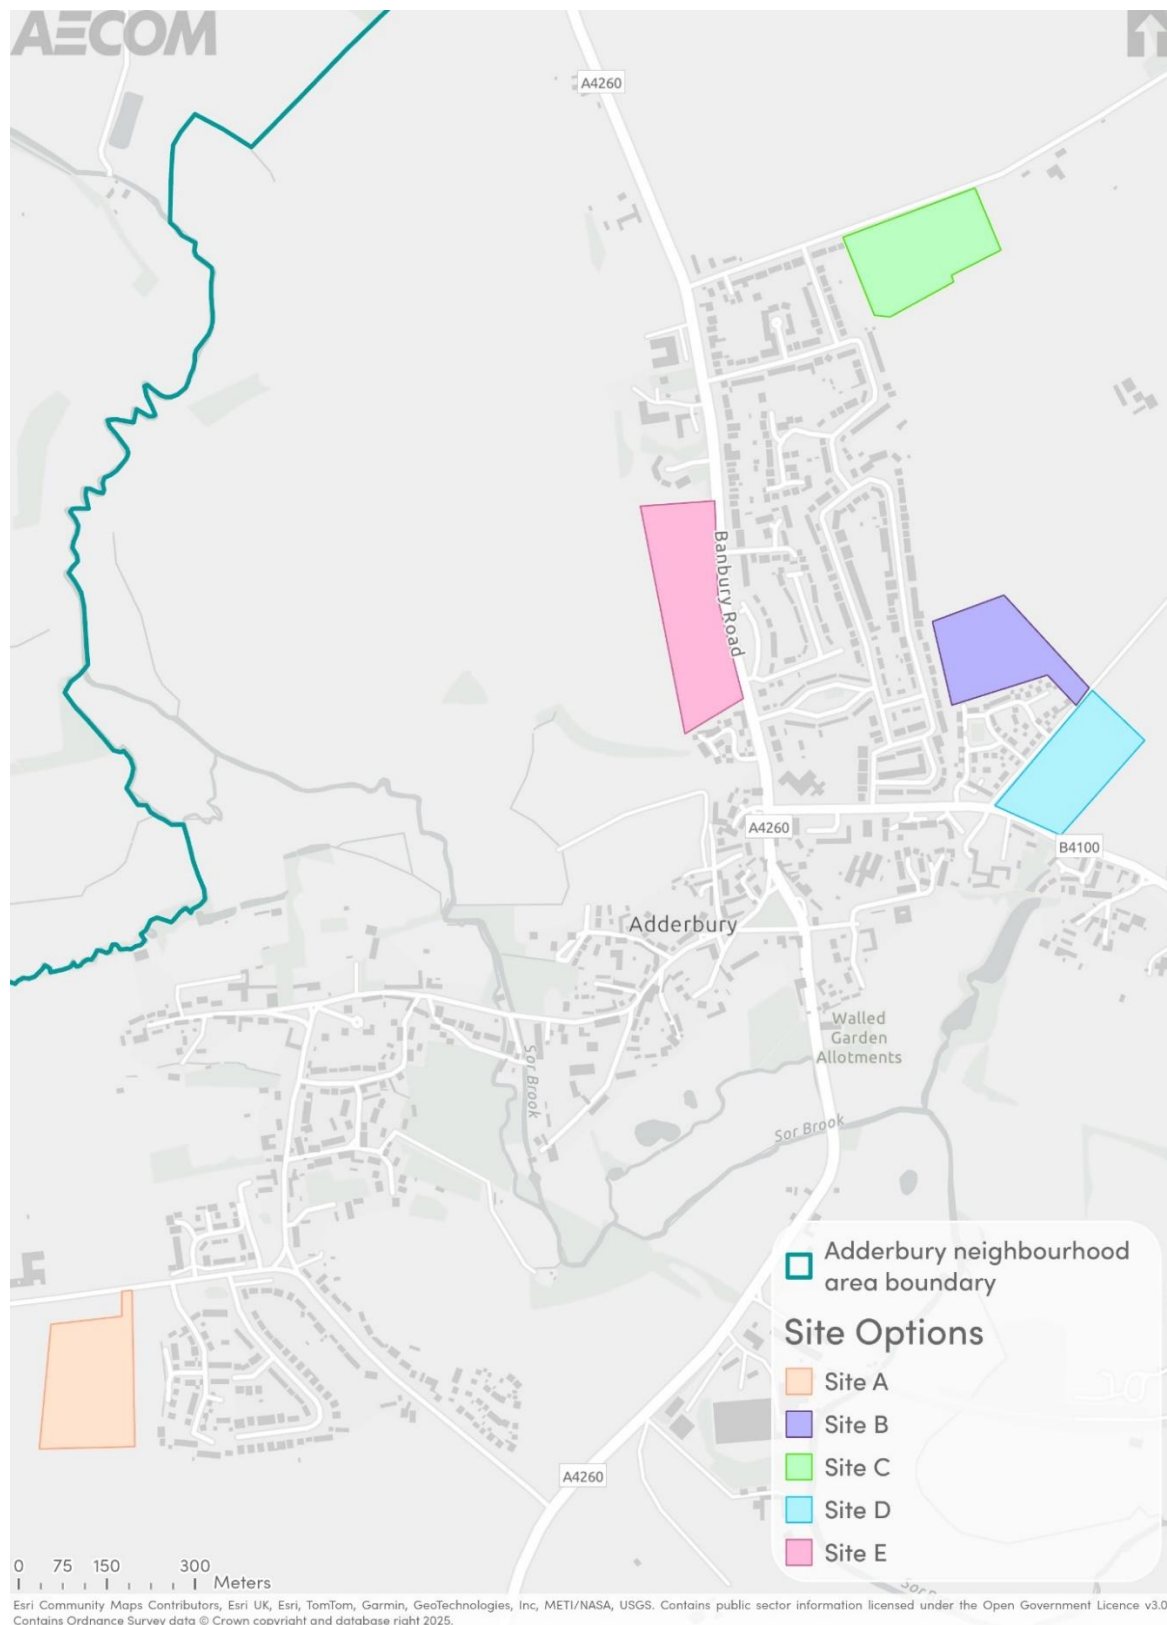 AECOM
A4260
Banbury Road
A4260
B4100
Adderbury
Walled
Garden
Allotments
Sor Brook
Sor Brook
Adderbury neighbourhood
area boundary
Site Options
Site A
Site B
Site C
Site D
Site E
A4260
0 75 150 300
Meters
Esri Community Maps Contributors, Esri UK, Esri, TomTom, Garmin, GeoTechnologies, Inc, METI/NASA, USGS. Contains public sector information licensed under the Open Government Licence v3.0
Contains Ordnance Survey data © Crown copyright and database right 2025.